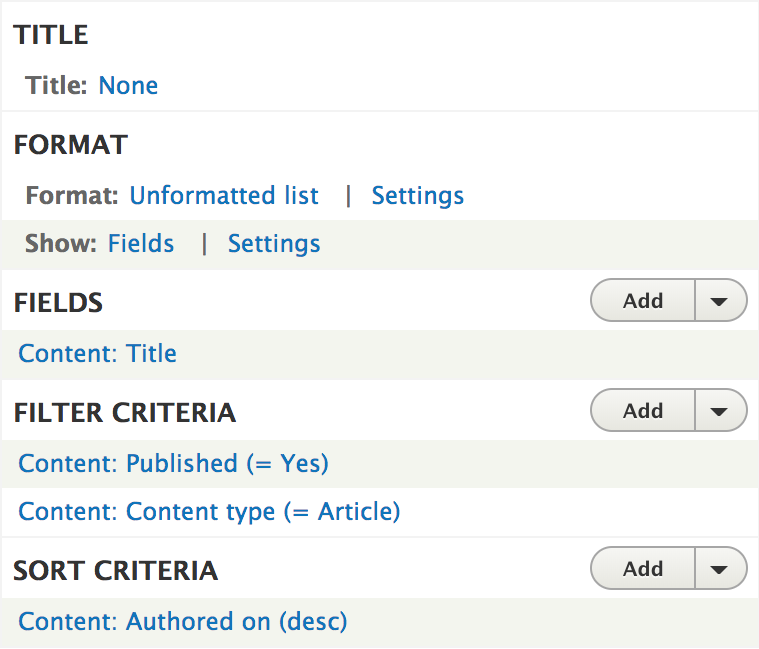 TITLE
Title: None
FORMAT
Format: Unformatted list | Settings
Show: Fields | Settings
FIELDS Add
Content: Title
FILTER CRITERIA Add
Content: Published (= Yes)
Content: Content type (= Article)
SORT CRITERIA Add
Content: Authored on (desc)